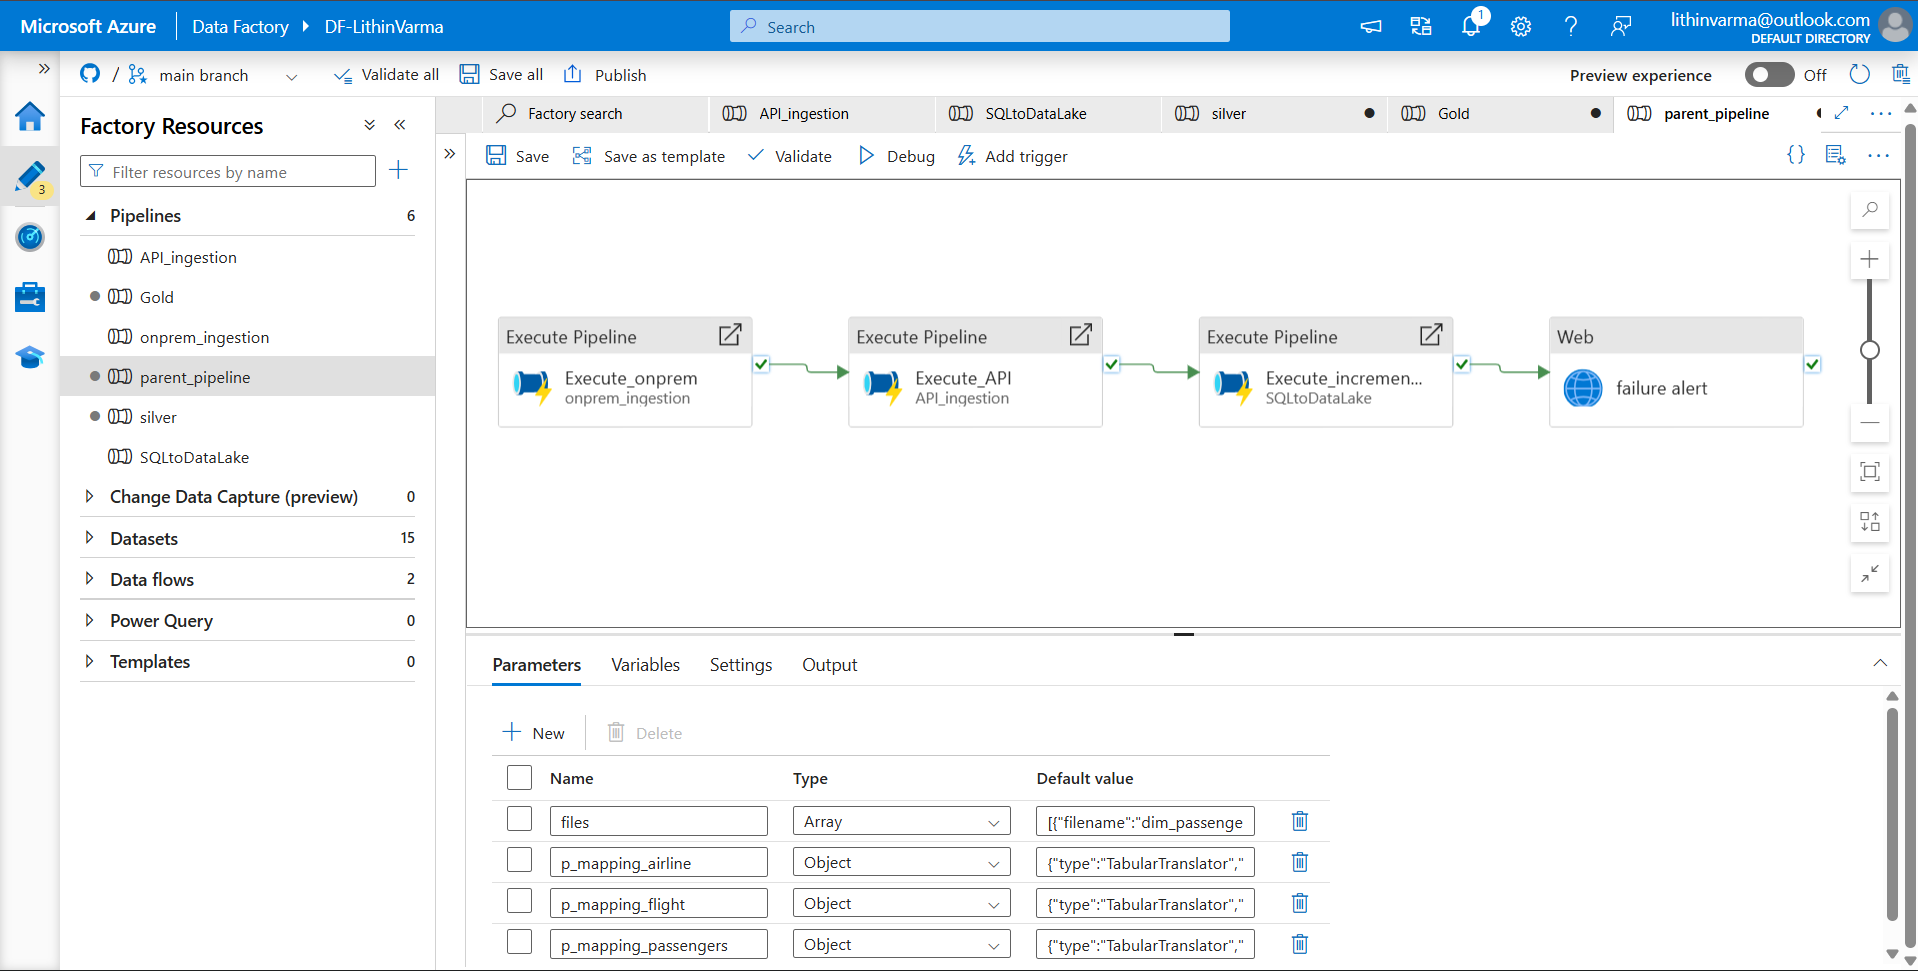 Microsoft Azure
Data Factory
DF-LithinVarma
Search
1
lithinvarma@outlook.com
DEFAULT DIRECTORY
/
main branch
Validate all
Save all
Publish
Preview experience
Off
3
Factory Resources
Filter resources by name
Pipelines 6
API_ingestion
Gold
onprem_ingestion
parent_pipeline
silver
SQLtoDataLake
Change Data Capture (preview) 0
Datasets 15
Data flows 2
Power Query 0
Templates 0
Factory search
API_ingestion
SQLtoDataLake
silver
Gold
parent_pipeline
Save
Save as template
Validate
Debug
Add trigger
{}
Execute Pipeline
Execute_onprem
onprem_ingestion
Execute Pipeline
Execute_API
API_ingestion
Execute Pipeline
Execute_incremen...
SQLtoDataLake
Web
failure alert
Parameters
Variables
Settings
Output
New
Delete
Name Type Default value
files Array [{"filename":"dim_passenge
p_mapping_airline Object {"type":"TabularTranslator","
p_mapping_flight Object {"type":"TabularTranslator","
p_mapping_passengers Object {"type":"TabularTranslator","